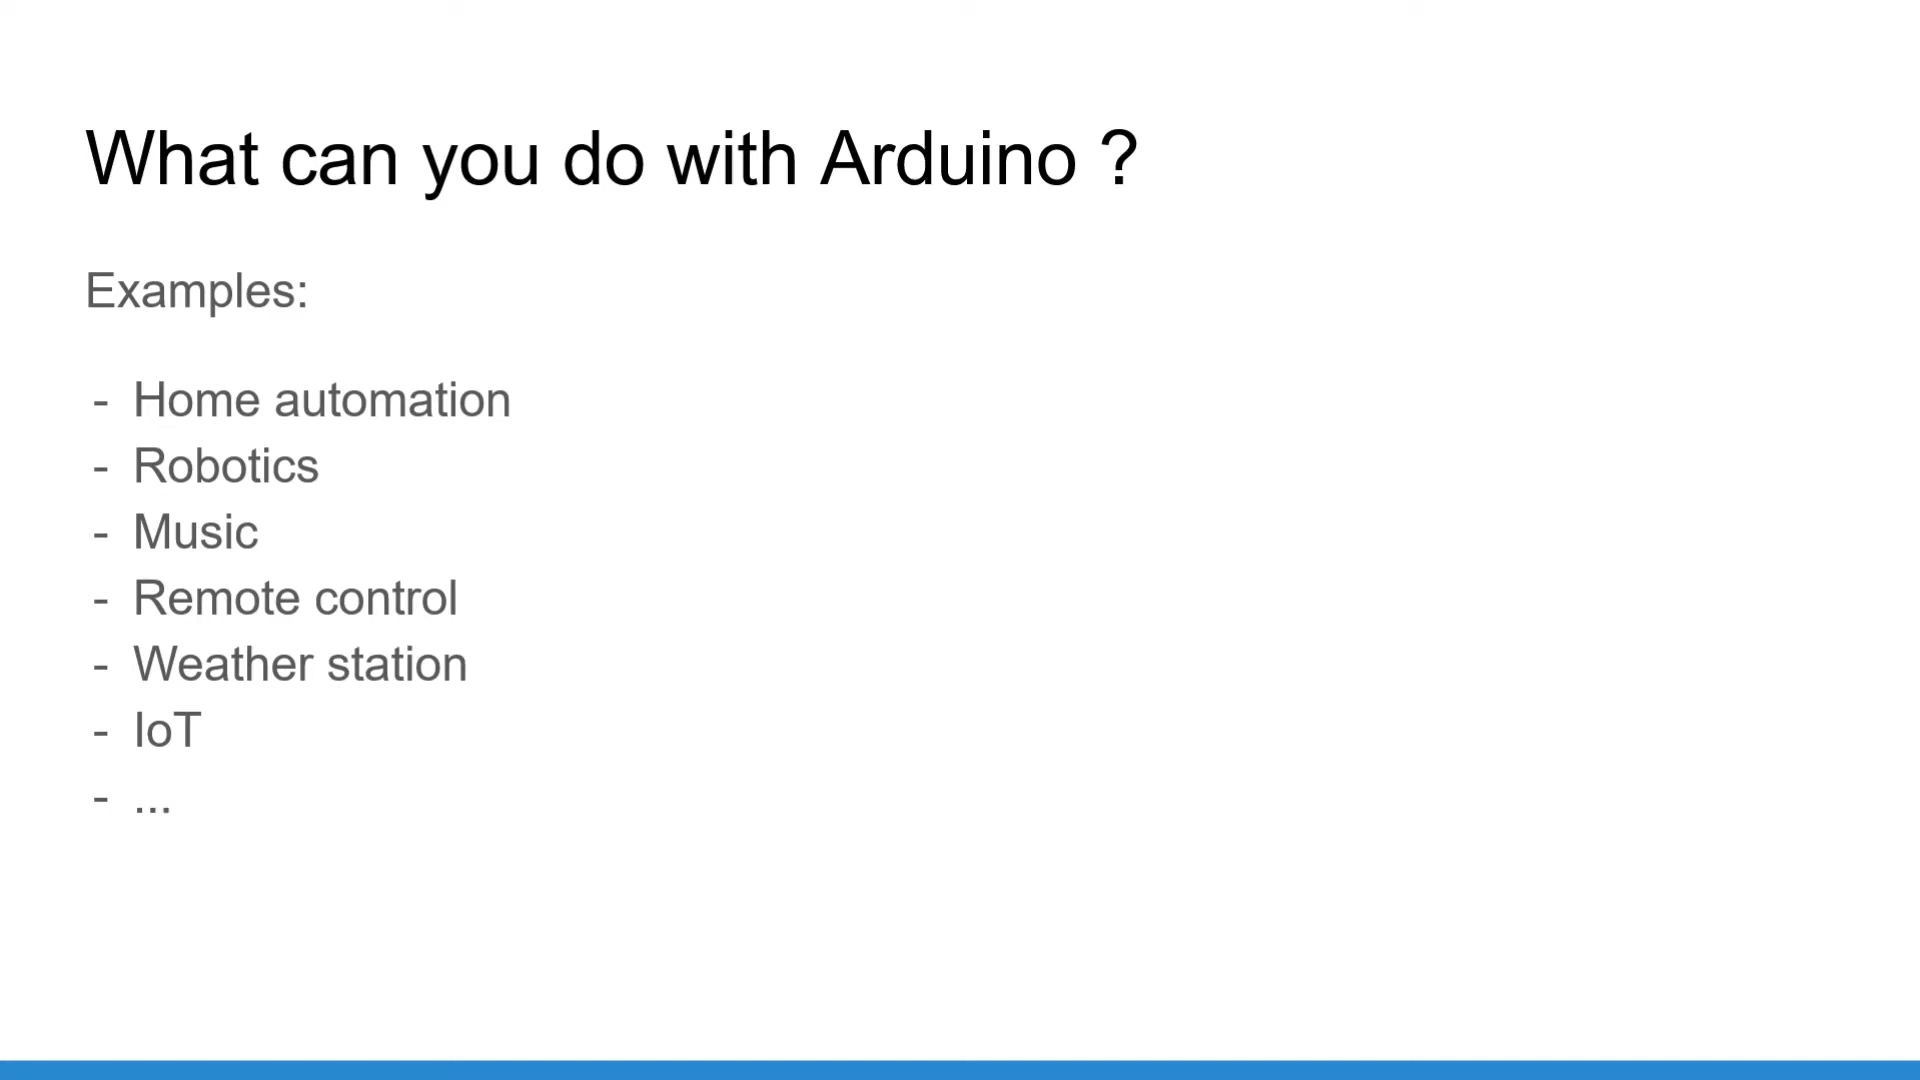 What can you do with Arduino ?
Examples:
- Home automation
- Robotics
- Music
- Remote control
- Weather station
- IoT
- ...